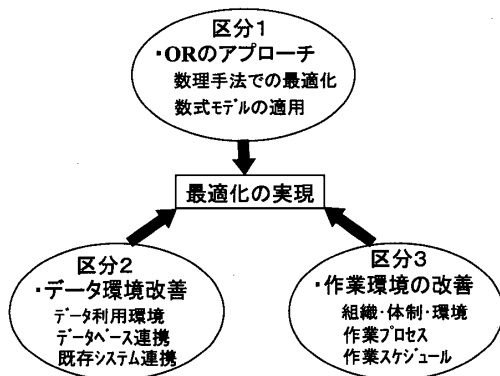 区分1
・ORのアプローチ
数理手法での最適化
数式ﾓﾃﾞﾙの適用
最適化の実現
区分2
・データ環境改善
ﾃﾞｰﾀ利用環境
ﾃﾞｰﾀﾍﾞｰｽ連携
既存ｼｽﾃﾑ連携
区分3
・作業環境の改善
組織･体制･環境
作業ﾌﾟﾛｾｽ
作業ｽｹｼﾞｭｰﾙ